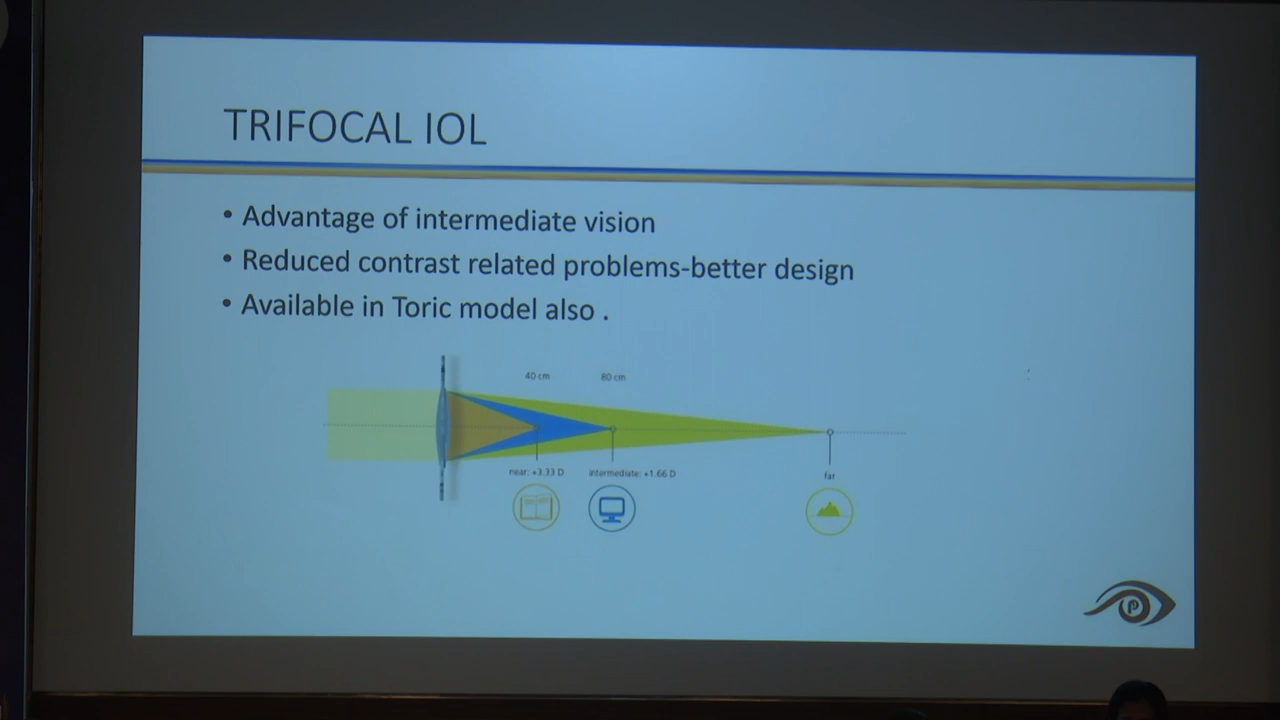 TRIFOCAL IOL
• Advantage of intermediate vision
• Reduced contrast related problems-better design
• Available in Toric model also .
40 cm
80 cm
near: +3.33 D
intermediate: +1.66 D
far
P